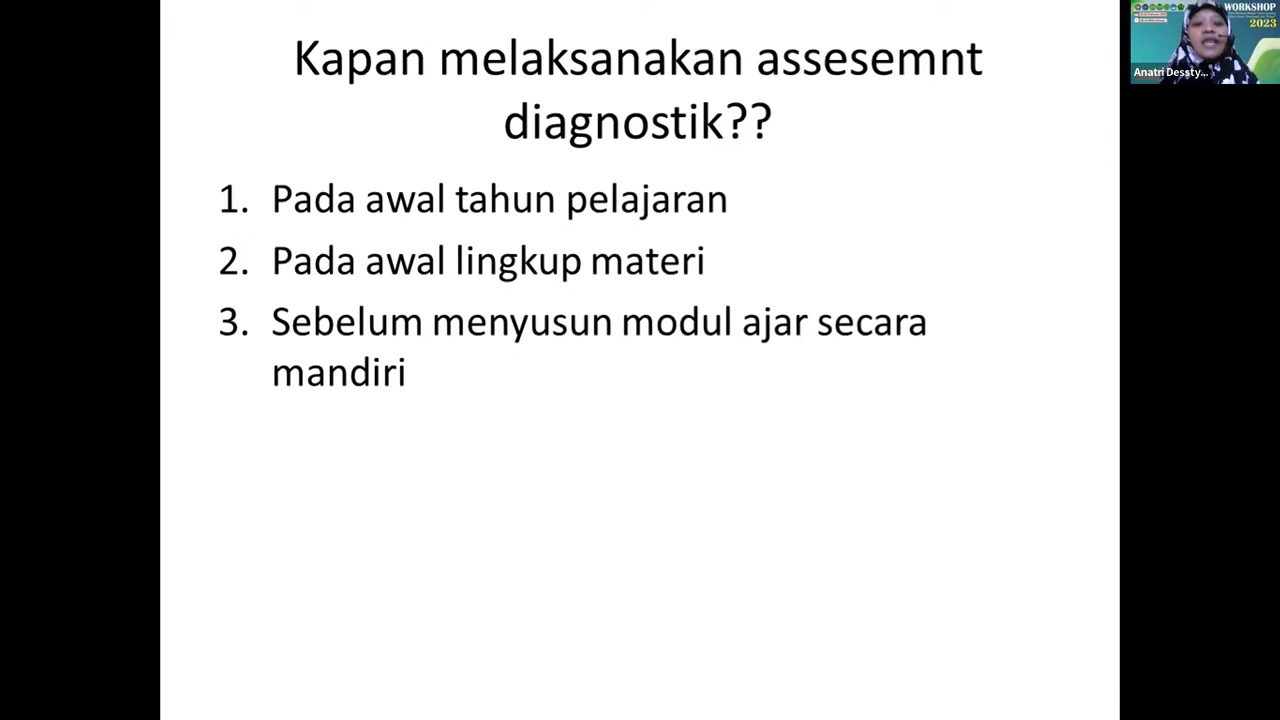 Kapan melaksanakan assesemnt
diagnostik??
1. Pada awal tahun pelajaran
2. Pada awal lingkup materi
3. Sebelum menyusun modul ajar secara
mandiri
WORKSHOP
2023
Anatri Dessty...